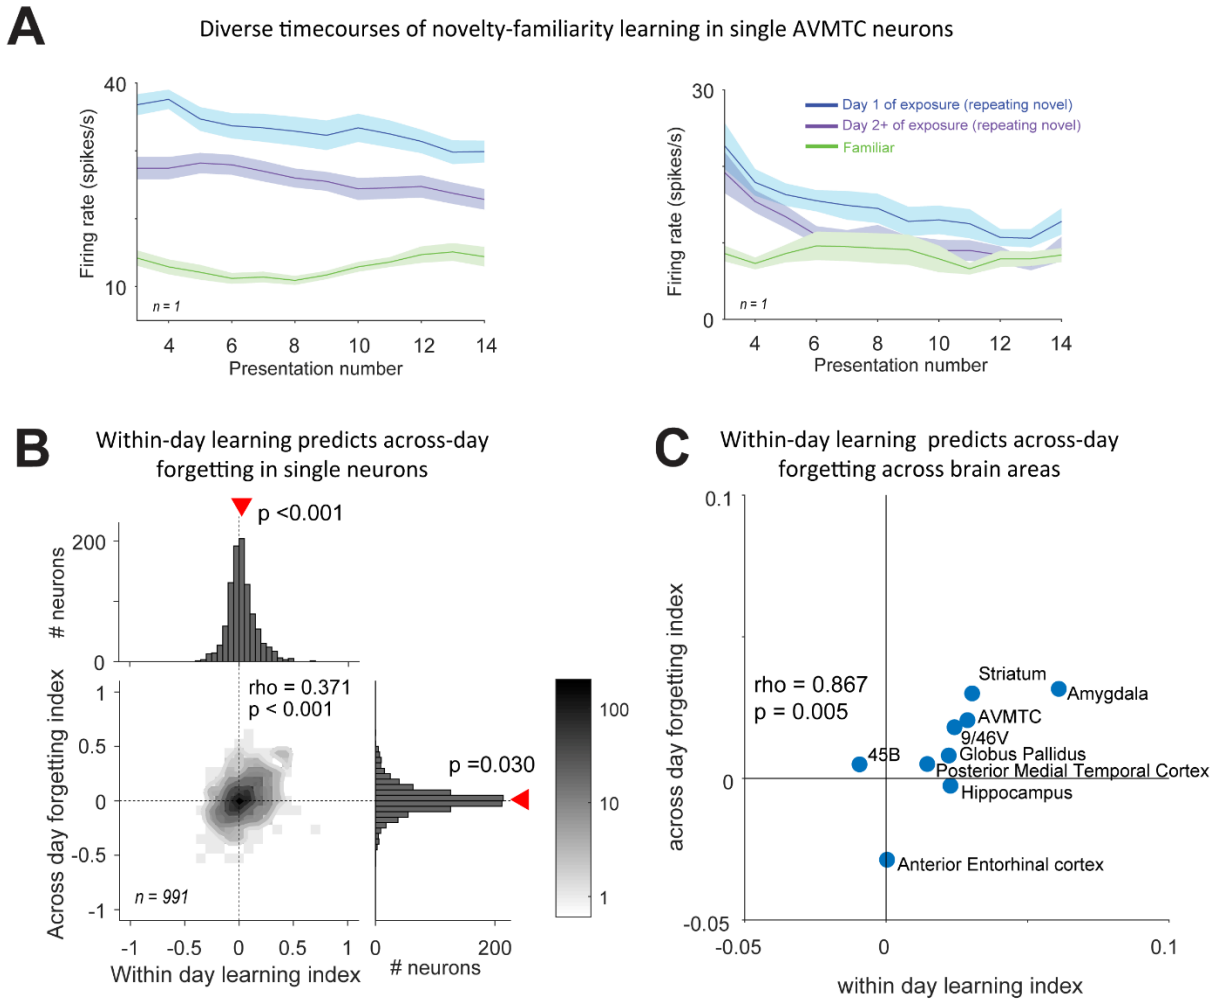 A
Diverse timecourses of novelty-familiarity learning in single AVMTC neurons
40
10
Firing rate (spikes/s)
n = 1
4
6
8
10
12
14
Presentation number
30
0
Firing rate (spikes/s)
Day 1 of exposure (repeating novel)
Day 2+ of exposure (repeating novel)
Familiar
n = 1
4
6
8
10
12
14
Presentation number
B
Within-day learning predicts across-day
forgetting in single neurons
p <0.001
200
0
# neurons
rho = 0.371
p < 0.001
1
0.5
0
-0.5
-1
Across day forgetting index
n = 991
-1
-0.5
0
0.5
1
Within day learning index
p =0.030
0
200
# neurons
100
10
1
C
Within-day learning  predicts across-day
forgetting across brain areas
0.1
0
-0.05
across day forgetting index
rho = 0.867
p = 0.005
Striatum
Amygdala
AVMTC
9/46V
45B
Globus Pallidus
Posterior Medial Temporal Cortex
Hippocampus
Anterior Entorhinal cortex
-0.05
0
0.1
within day learning index